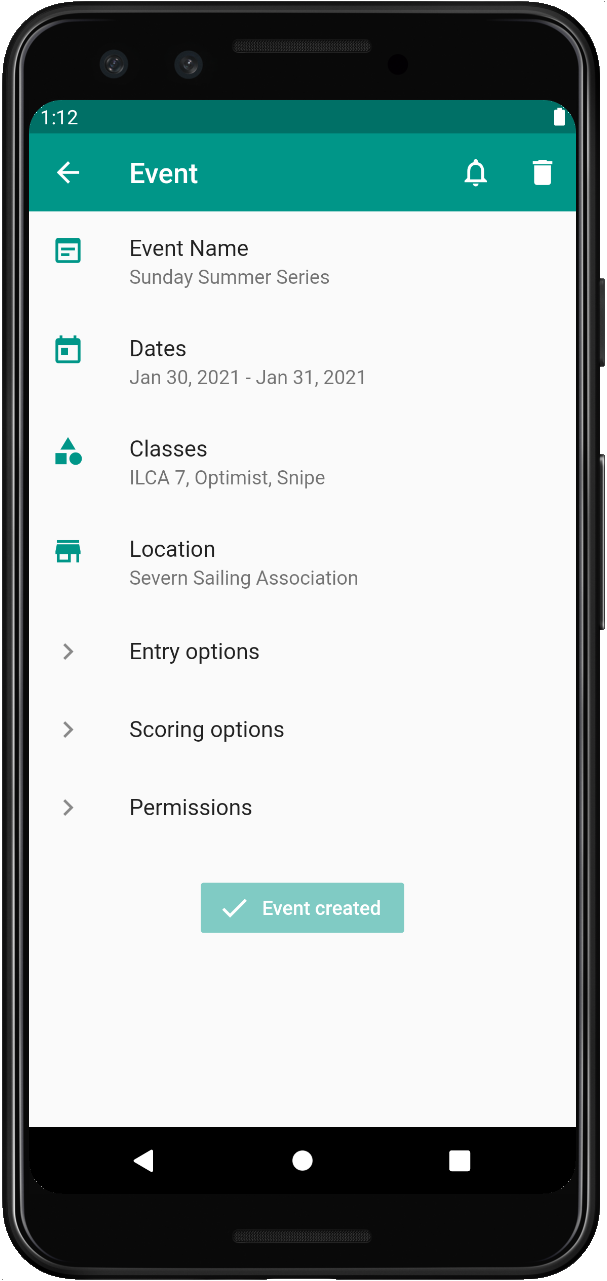 1:12
Event
Event Name
Sunday Summer Series
Dates
Jan 30, 2021 - Jan 31, 2021
Classes
ILCA 7, Optimist, Snipe
Location
Severn Sailing Association
Entry options
Scoring options
Permissions
Event created